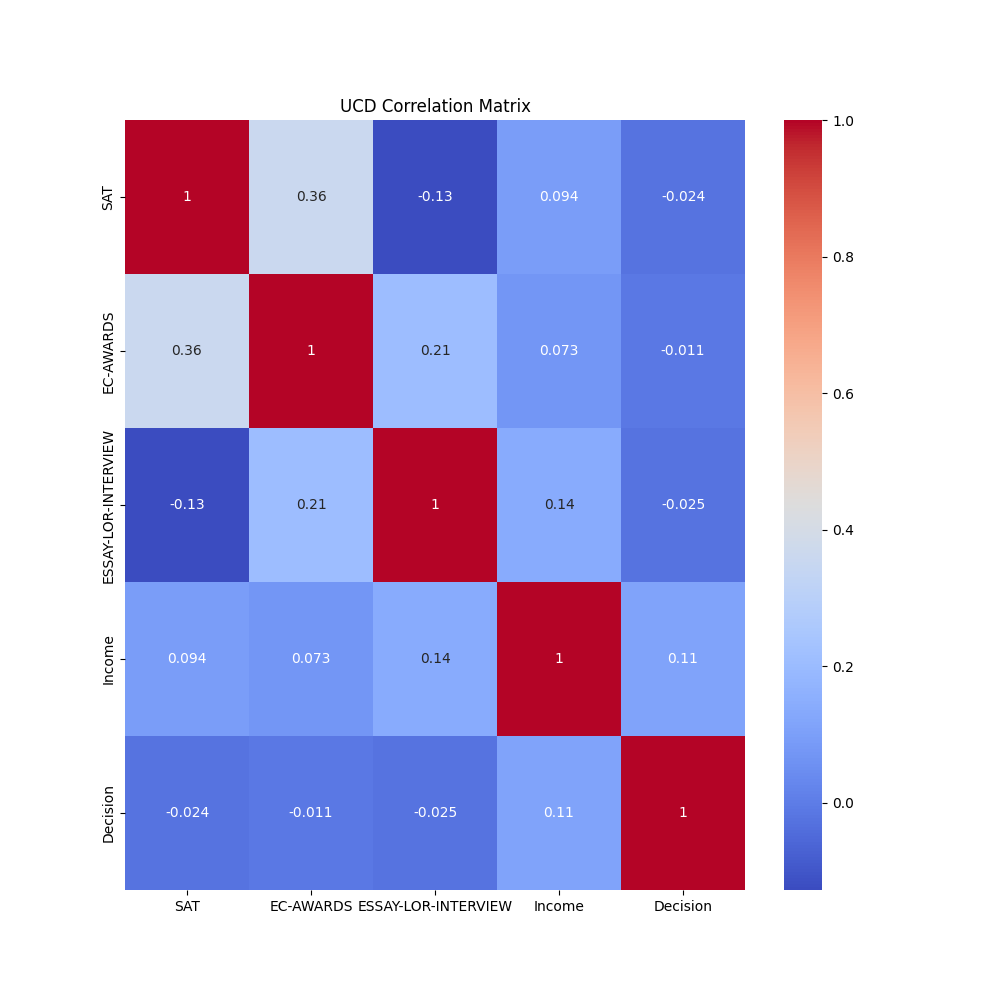 UCD Correlation Matrix
SAT
1
0.36
-0.13
0.094
-0.024
EC-AWARDS
0.36
1
0.21
0.073
-0.011
ESSAY-LOR-INTERVIEW
-0.13
0.21
1
0.14
-0.025
Income
0.094
0.073
0.14
1
0.11
Decision
-0.024
-0.011
-0.025
0.11
1
SAT
EC-AWARDS
ESSAY-LOR-INTERVIEW
Income
Decision
1.0
0.8
0.6
0.4
0.2
0.0